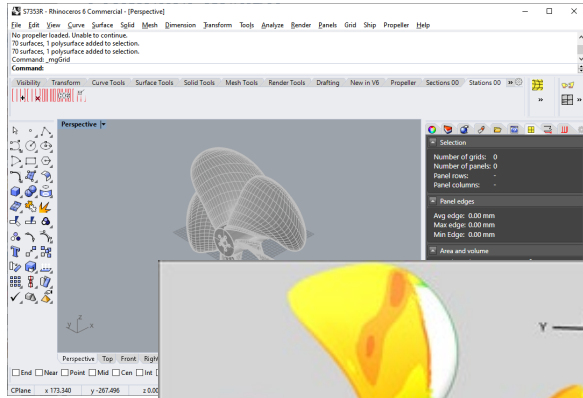 S7353R - Rhinoceros 6 Commercial - [Perspective]
File Edit View Curve Surface Solid Mesh Dimension Transform Tools Analyze Render Panels Grid Ship Propeller Help
No propeller loaded. Unable to continue.
70 surfaces, 1 polysurface added to selection.
70 surfaces, 1 polysurface added to selection.
Command: _mgGrid
Command:
Visibility Transform Curve Tools Surface Tools Solid Tools Mesh Tools Render Tools Drafting New in V6 Propeller Sections 00 Stations 00 »
» »
Perspective
Selection
Number of grids: 0
Number of panels: 0
Panel rows: -
Panel columns: -
Panel edges
Avg edge: 0.00 mm
Max edge: 0.00 mm
Min Edge: 0.00 mm
Area and volume
z
y x
Y
Perspective Top Front Right
End Near Point Mid Cen Int
CPlane x 173.340 y -267.496 z 0.00